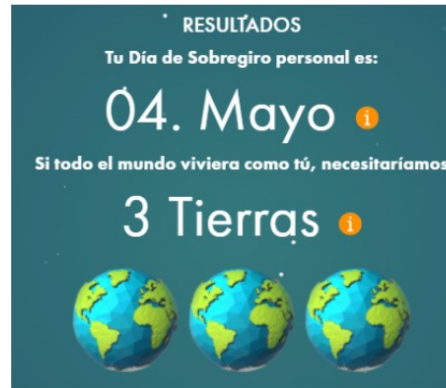 RESULTADOS
Tu Día de Sobregiro personal es:
04. Mayo i
Si todo el mundo viviera como tú, necesitaríamos
3 Tierras i